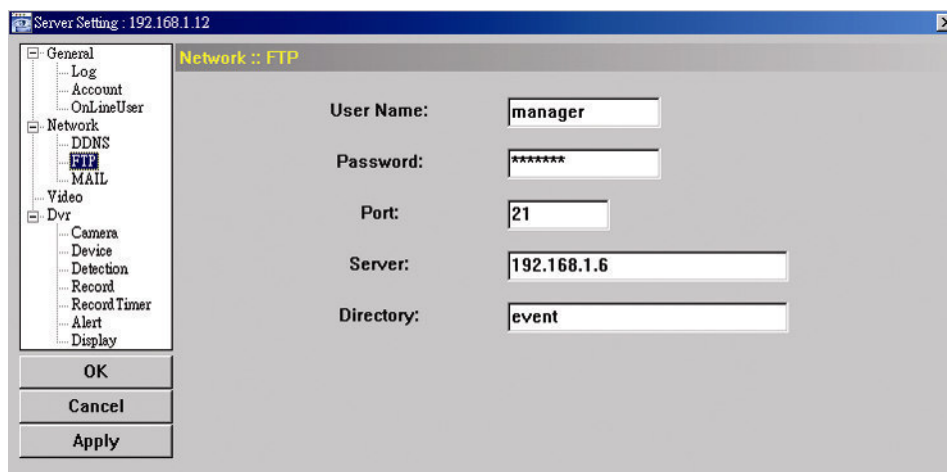 Server Setting : 192.168.1.12
General
Log
Account
OnLineUser
Network
DDNS
FTP
MAIL
Video
Dvr
Camera
Device
Detection
Record
Record Timer
Alert
Display
OK
Cancel
Apply
Network :: FTP
User Name: manager
Password: *******
Port: 21
Server: 192.168.1.6
Directory: event